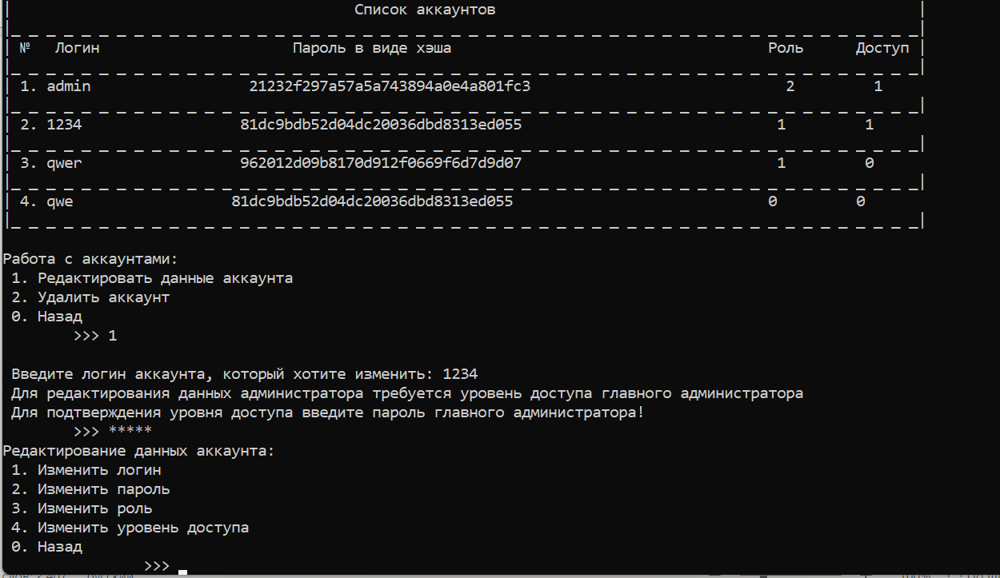 Список аккаунтов
№ Логин Пароль в виде хэша Роль Доступ
1. admin 21232f297a57a5a743894a0e4a801fc3 2 1
2. 1234 81dc9bdb52d04dc20036dbd8313ed055 1 1
3. qwer 962012d09b8170d912f0669f6d7d9d07 1 0
4. qwe 81dc9bdb52d04dc20036dbd8313ed055 0 0
Работа с аккаунтами:
1. Редактировать данные аккаунта
2. Удалить аккаунт
0. Назад
>>> 1
Введите логин аккаунта, который хотите изменить: 1234
Для редактирования данных администратора требуется уровень доступа главного администратора
Для подтверждения уровня доступа введите пароль главного администратора!
>>> *****
Редактирование данных аккаунта:
1. Изменить логин
2. Изменить пароль
3. Изменить роль
4. Изменить уровень доступа
0. Назад
>>>